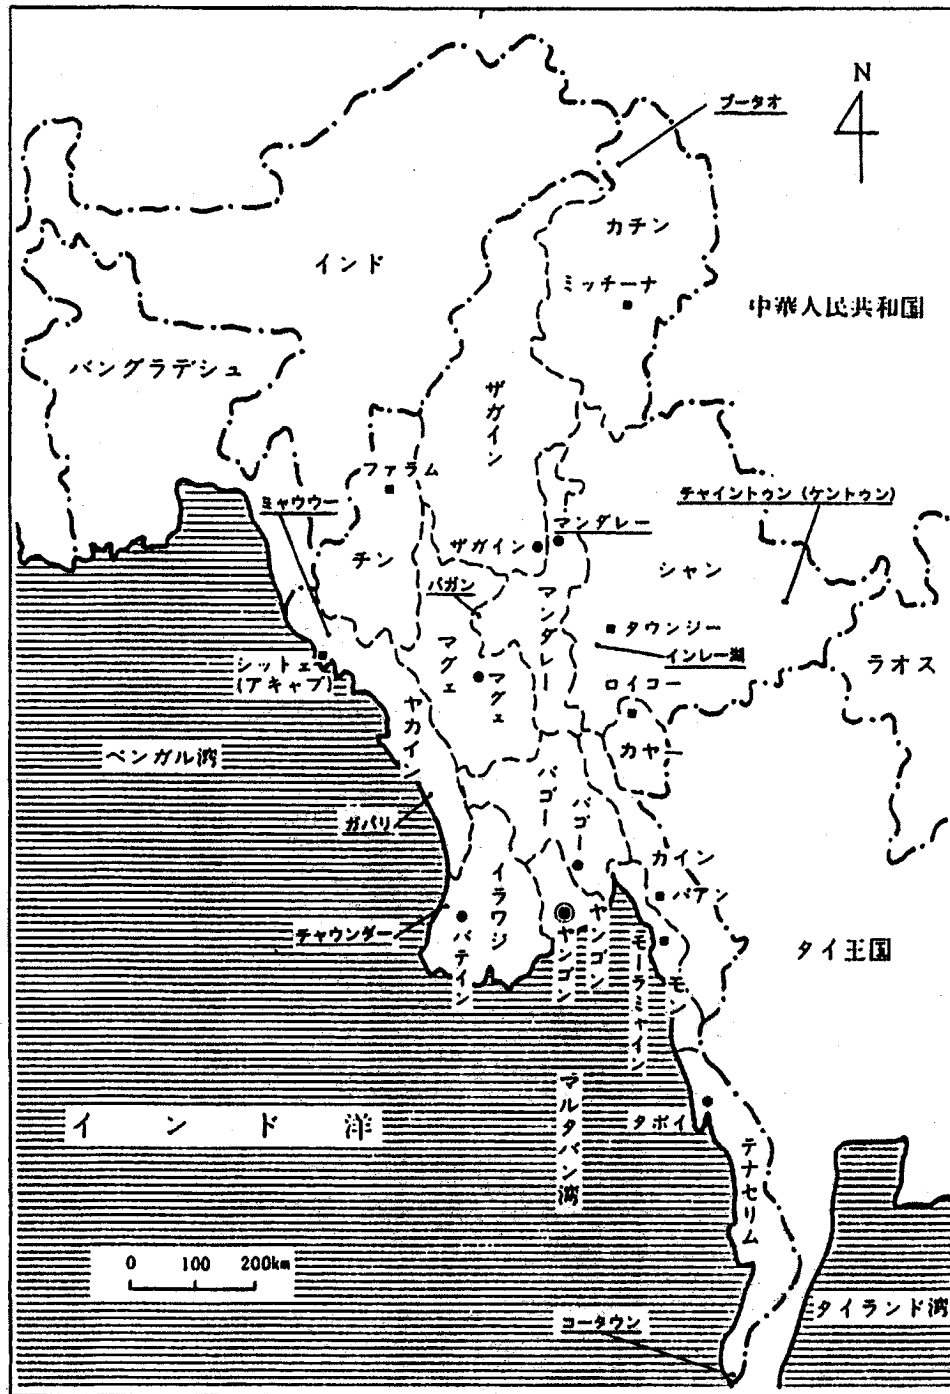 N
プータオ
カチン
インド
ミッチーナ
中華人民共和国
バングラデシュ
ザガイン
ファラム
ミャウウー
チャイントゥン (ケントゥン)
マンダレー
ザガイン
チン
シャン
パガン
マンダレー
タウンジー
マグェ
インレー湖
シットェ
(アキャブ)
マグェ
ラオス
ロイコー
ヤカイン
カヤー
ベンガル湾
バゴー
バゴー
ガパリ
カイン
イラワジ
パアン
チャウンダー
パテイン
ヤンゴン
ヤンゴン
モーラミャイン
モン
タイ王国
マルタバン湾
インド洋
タボイ
テナセリム
0 100 200km
タイランド湾
コータウン